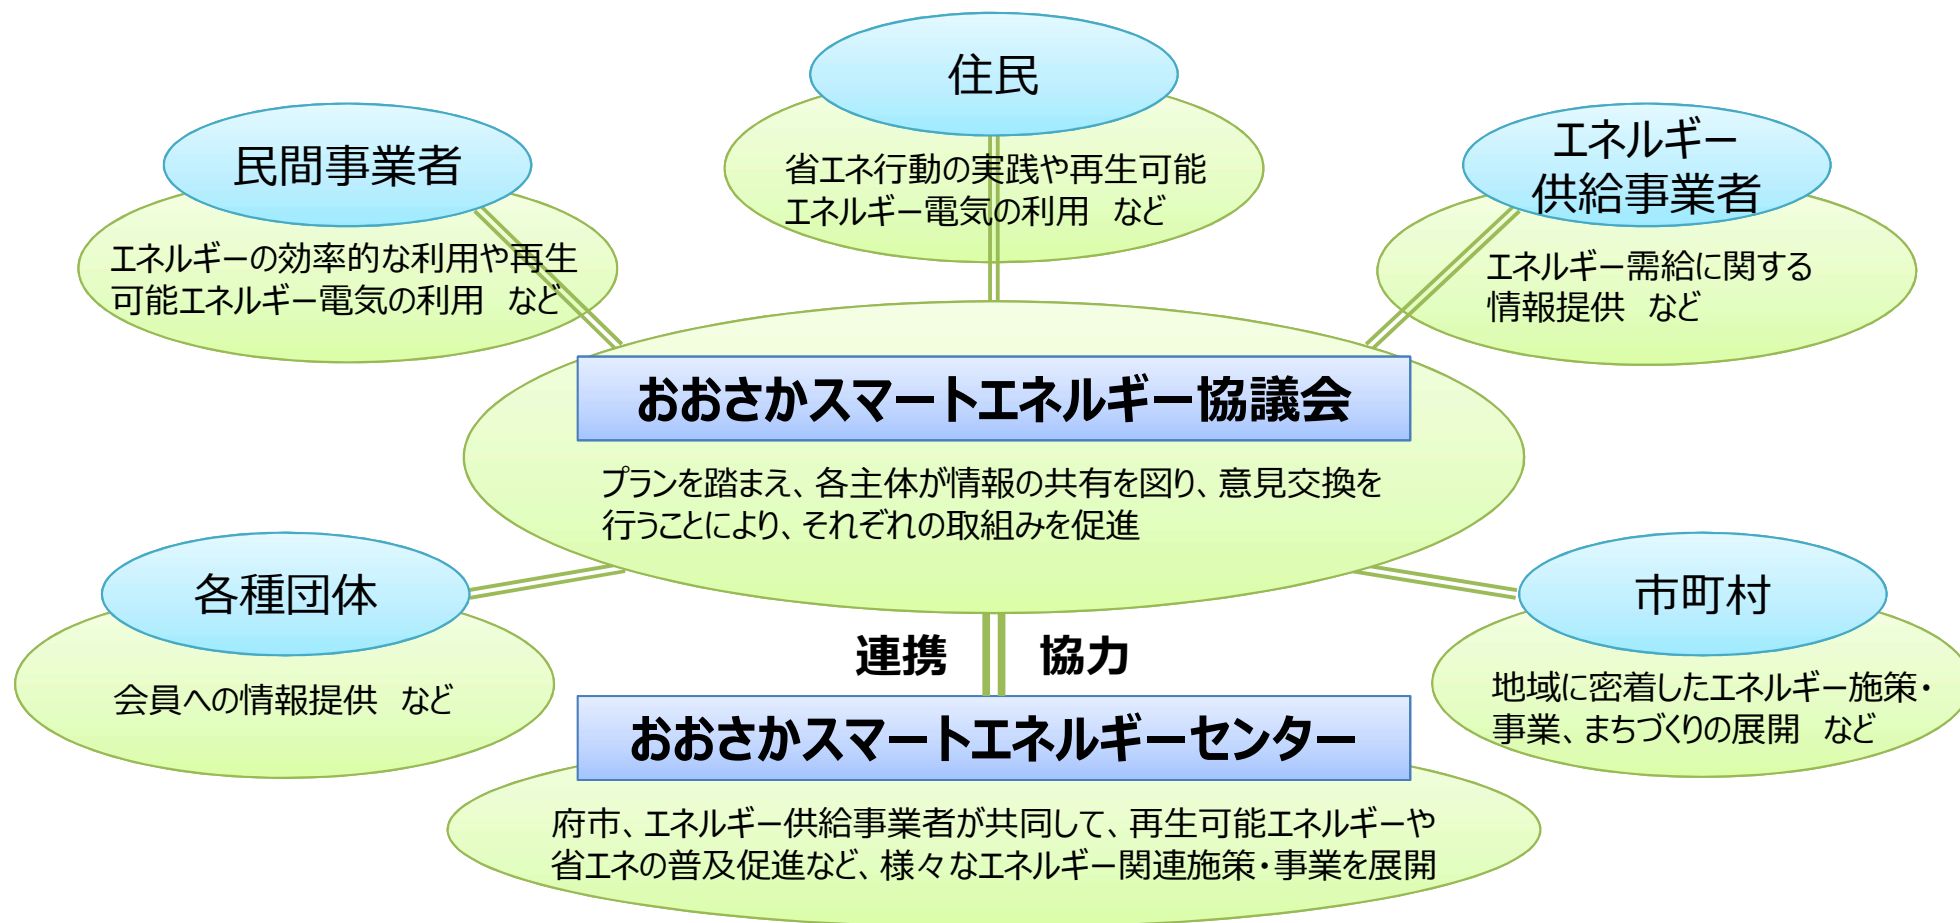 住民
省エネ行動の実践や再生可能
エネルギー電気の利用　など
民間事業者
エネルギーの効率的な利用や再生
可能エネルギー電気の利用　など
エネルギー
供給事業者
エネルギー需給に関する
情報提供　など
おおさかスマートエネルギー協議会
プランを踏まえ、各主体が情報の共有を図り、意見交換を
行うことにより、それぞれの取組みを促進
各種団体
会員への情報提供　など
市町村
地域に密着したエネルギー施策・
事業、まちづくりの展開　など
連携　協力
おおさかスマートエネルギーセンター
府市、エネルギー供給事業者が共同して、再生可能エネルギーや
省エネの普及促進など、様々なエネルギー関連施策・事業を展開